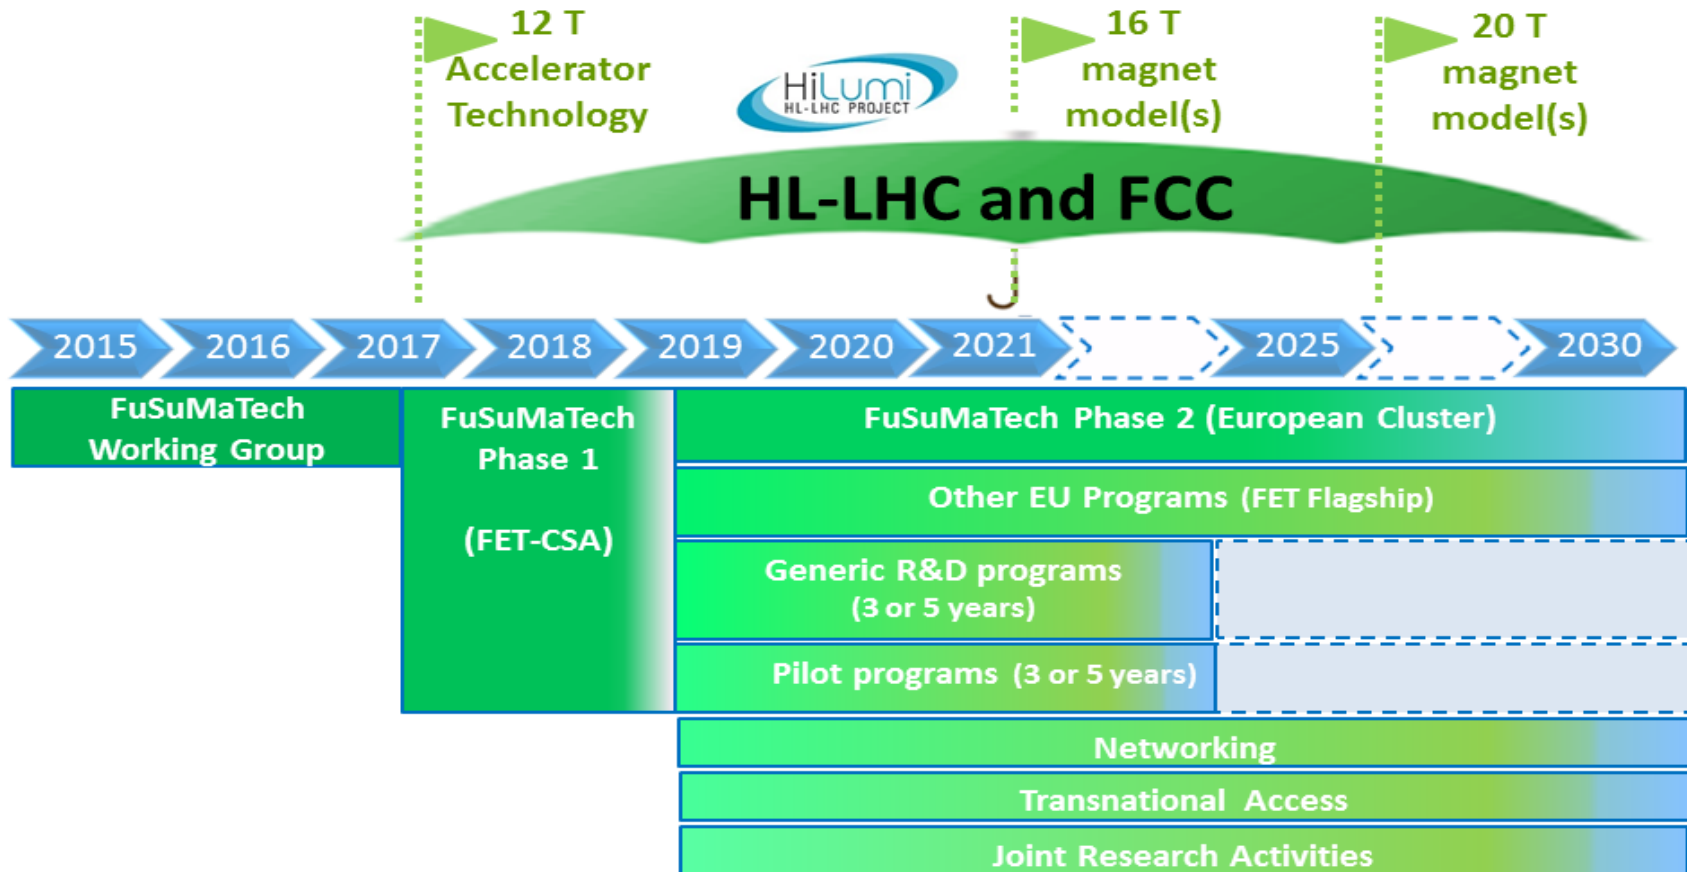 12 T
Accelerator
Technology
HiLumi
HL-LHC PROJECT
16 T
magnet
model(s)
20 T
magnet
model(s)
HL-LHC and FCC
2015
2016
2017
2018
2019
2020
2021
2025
2030
FuSuMaTech
Working Group
FuSuMaTech
Phase 1
(FET-CSA)
FuSuMaTech Phase 2 (European Cluster)
Other EU Programs (FET Flagship)
Generic R&D programs
(3 or 5 years)
Pilot programs (3 or 5 years)
Networking
Transnational Access
Joint Research Activities